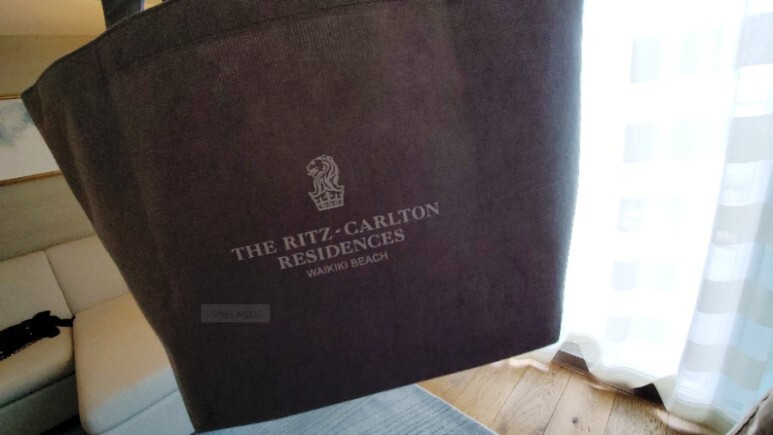 THE RITZ-CARLTON
RESIDENCES
WAIKIKI BEACH